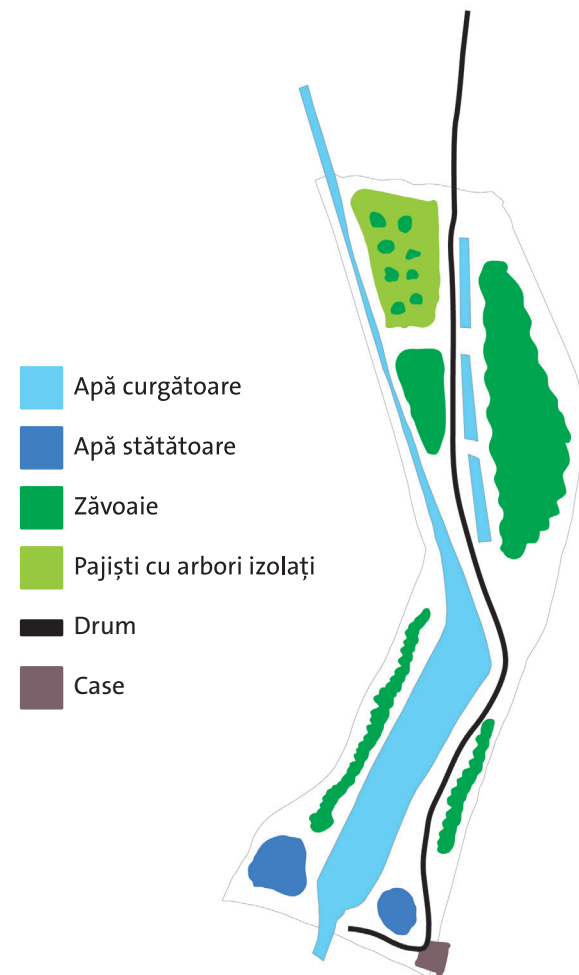 Apă curgătoare
Apă stătătoare
Zăvoaie
Pajiști cu arbori izolați
Drum
Case